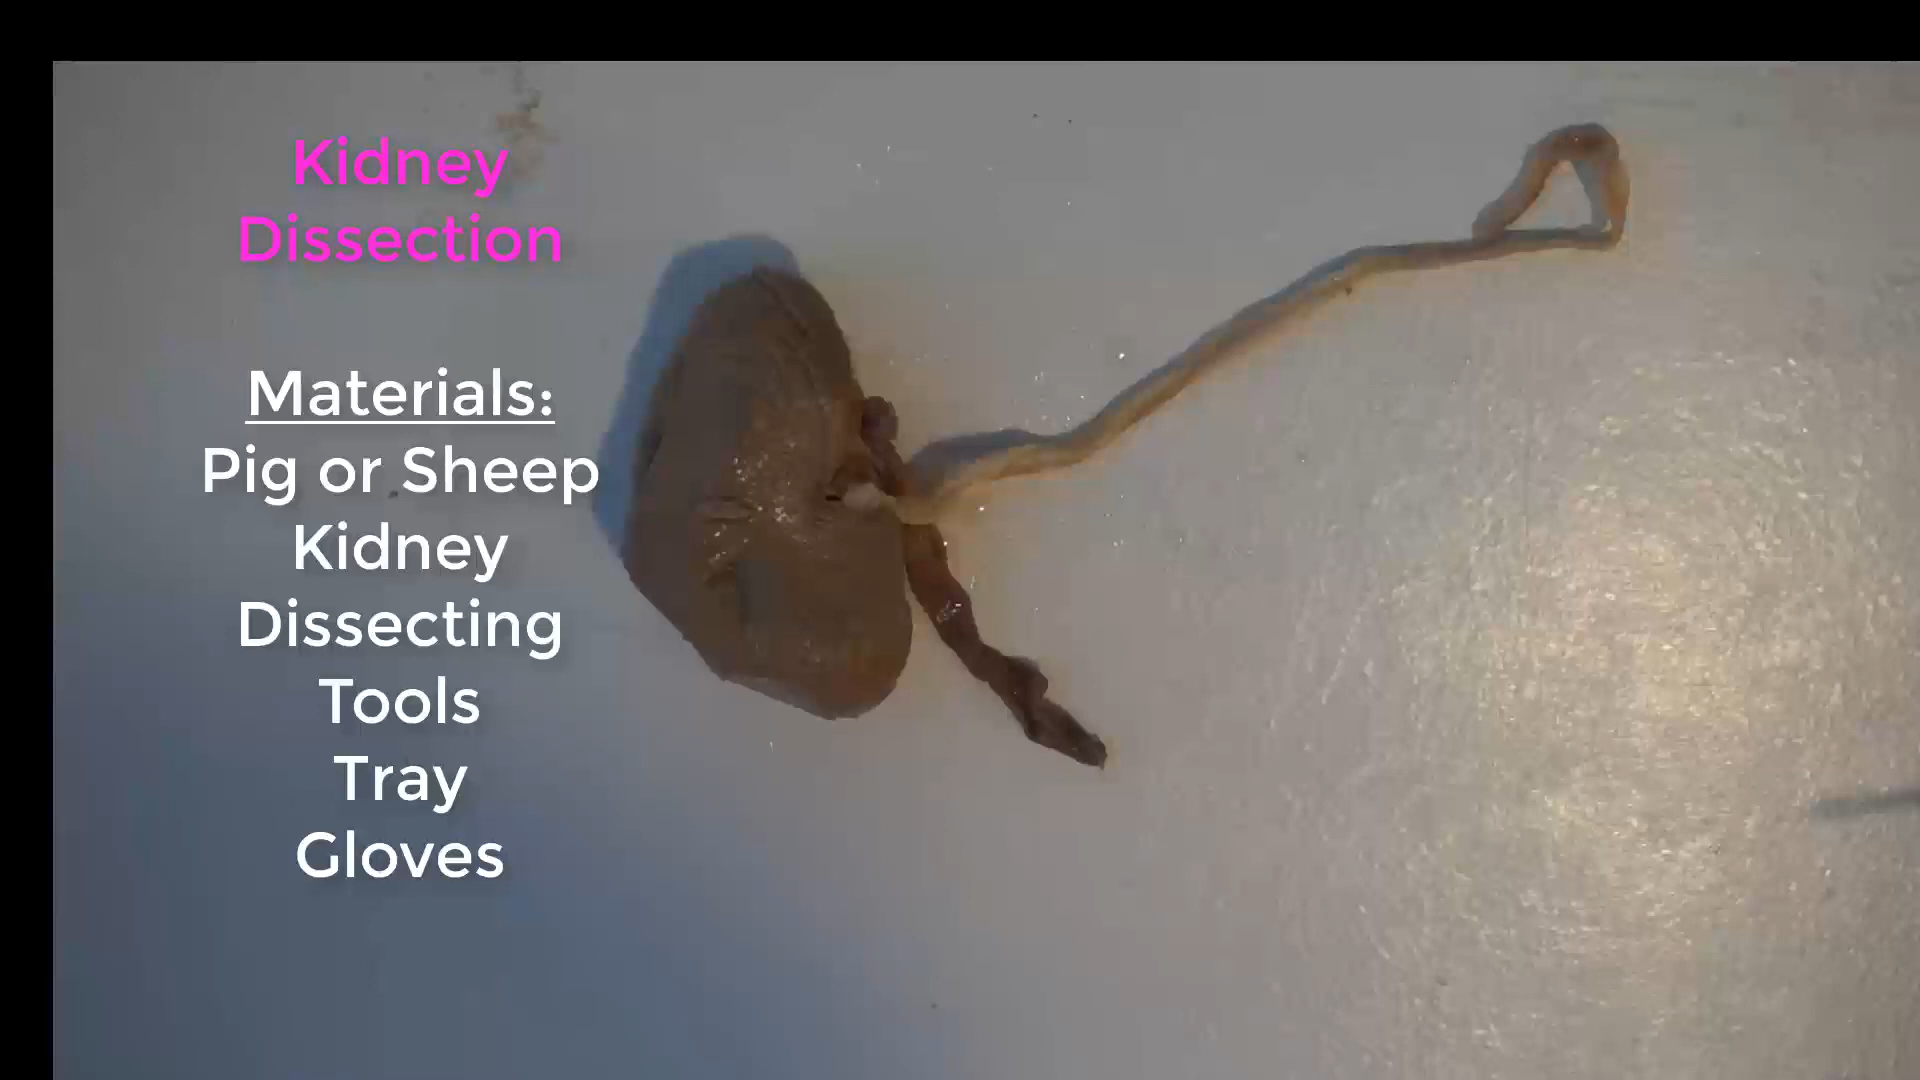 Kidney
Dissection
Materials:
Pig or Sheep
Kidney
Dissecting
Tools
Tray
Gloves